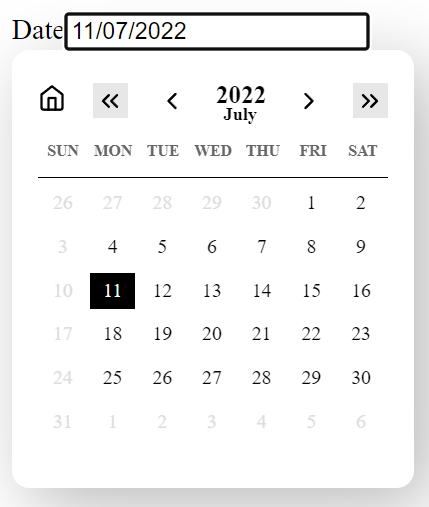 Date 11/07/2022
2022
July
SUN MON TUE WED THU FRI SAT
26 27 28 29 30 1 2
3 4 5 6 7 8 9
10 11 12 13 14 15 16
17 18 19 20 21 22 23
24 25 26 27 28 29 30
31 1 2 3 4 5 6